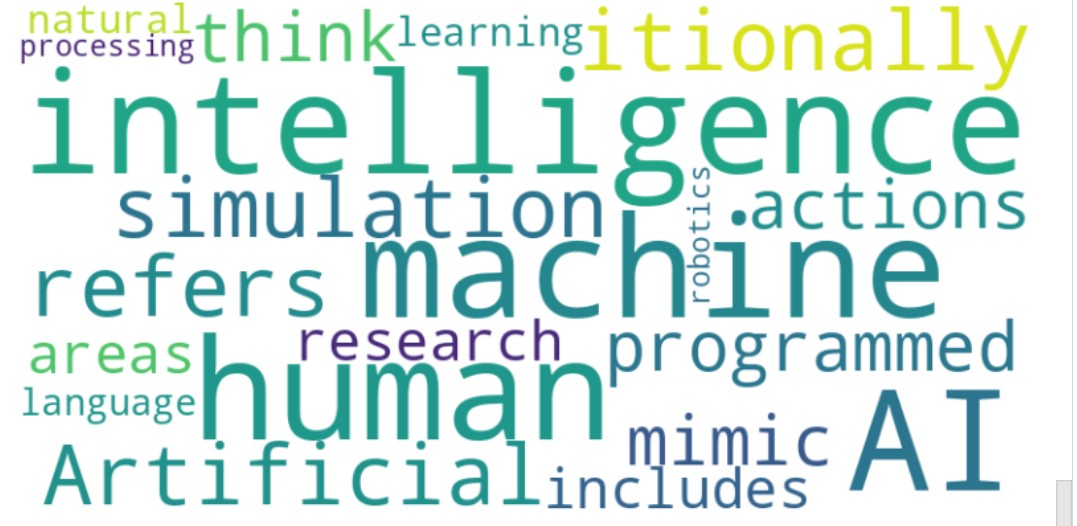 natural
processing
think
learning
itionally
intelligence
simulation
robotics
actions
refers
machine
areas
research
programmed
language
human
mimic
AI
Artificial
includes